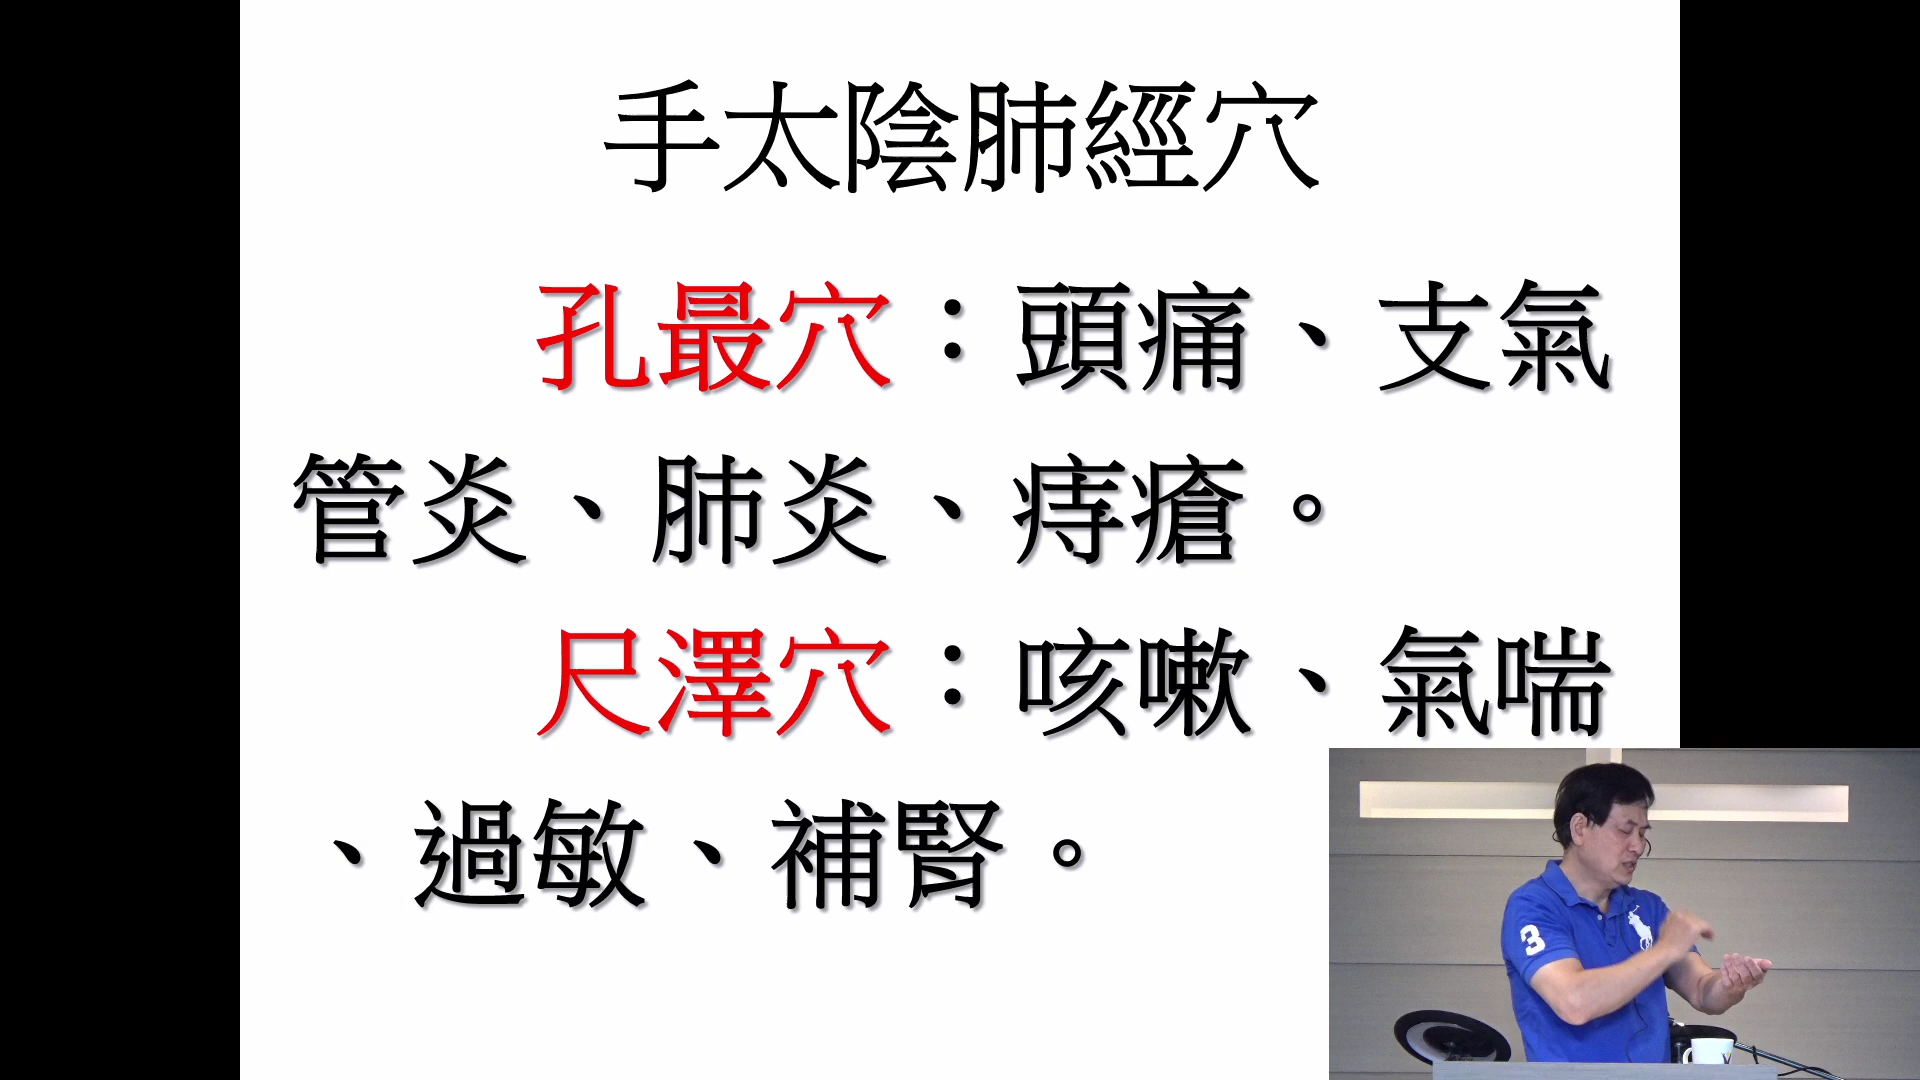 手太陰肺經穴
孔最穴：頭痛、支氣
管炎、肺炎、痔瘡。
尺澤穴：咳嗽、氣喘
、過敏、補腎。
3